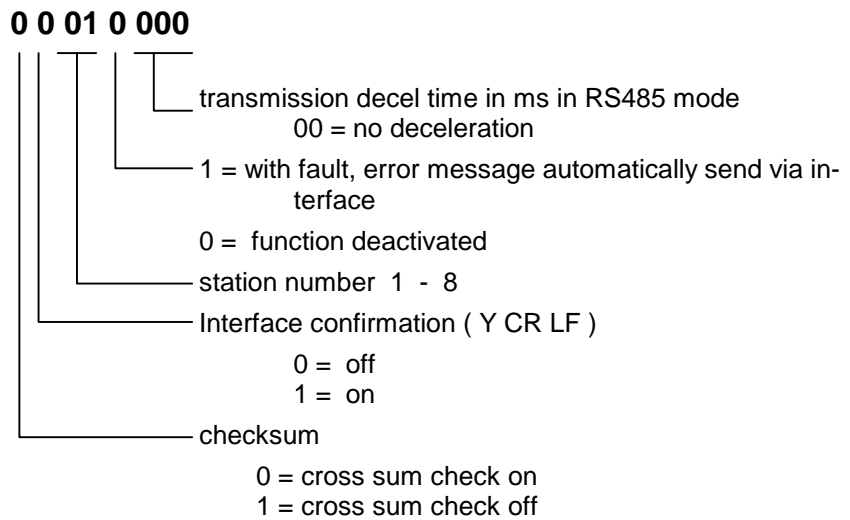 0 0 01 0 000
transmission decel time in ms in RS485 mode
00 = no deceleration
1 = with fault, error message automatically send via in-
terface
0 = function deactivated
station number 1 - 8
Interface confirmation ( Y CR LF )
0 = off
1 = on
checksum
0 = cross sum check on
1 = cross sum check off